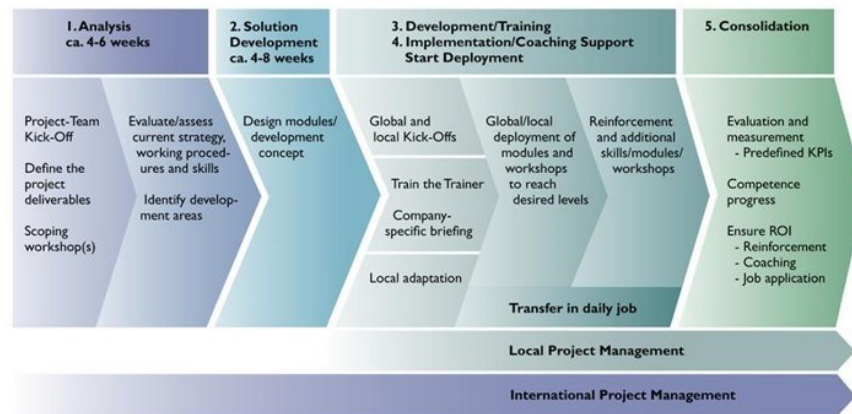 1. Analysis
ca. 4-6 weeks
2. Solution
Development
ca. 4-8 weeks
3. Development/Training
4. Implementation/Coaching Support
Start Deployment
5. Consolidation
Project-Team
Kick-Off
Define the
project
deliverables
Scoping
workshop(s)
Evaluate/assess
current strategy,
working proced-
ures and skills
Identify develop-
ment areas
Design modules/
development
concept
Global and
local Kick-Offs
Train the Trainer
Company-
specific briefing
Local adaptation
Global/local
deployment of
modules and
workshops
to reach
desired levels
Reinforcement
and additional
skills/modules/
workshops
Transfer in daily job
Evaluation and
measurement
- Predefined KPIs
Competence
progress
Ensure ROI
- Reinforcement
- Coaching
- Job application
Local Project Management
International Project Management